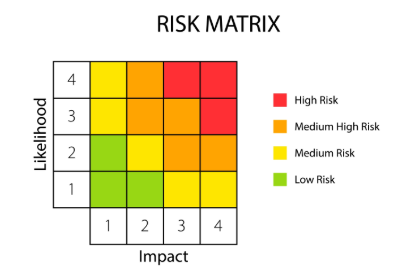 RISK MATRIX
Likelihood
4
3
2
1
1 2 3 4
Impact
High Risk
Medium High Risk
Medium Risk
Low Risk